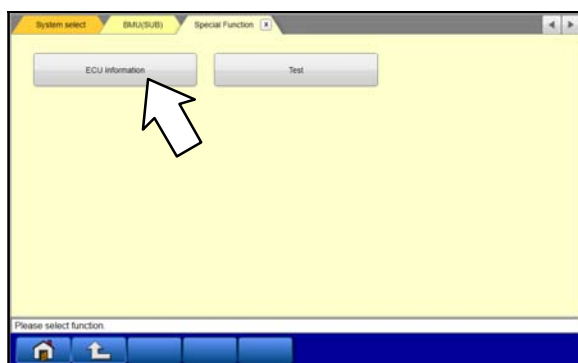 System select BMU(SUB) Special Function x
ECU Information Test
Please select function.